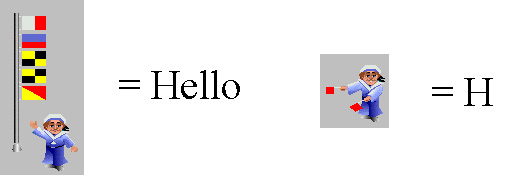 = Hello
= H